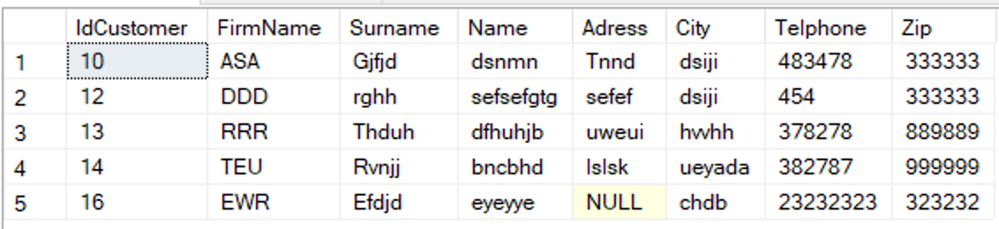 IdCustomer FirmName Surname Name Adress City Telphone Zip
1 10 ASA Gjfjd dsnmn Tnnd dsiji 483478 333333
2 12 DDD rghh sefsefgtg sefef dsiji 454 333333
3 13 RRR Thduh dfhuhjb uweui hvvhh 378278 889889
4 14 TEU Rvnjj bncbhd lslsk ueyada 382787 999999
5 16 EWR Efdjd eyeyye NULL chdb 23232323 323232